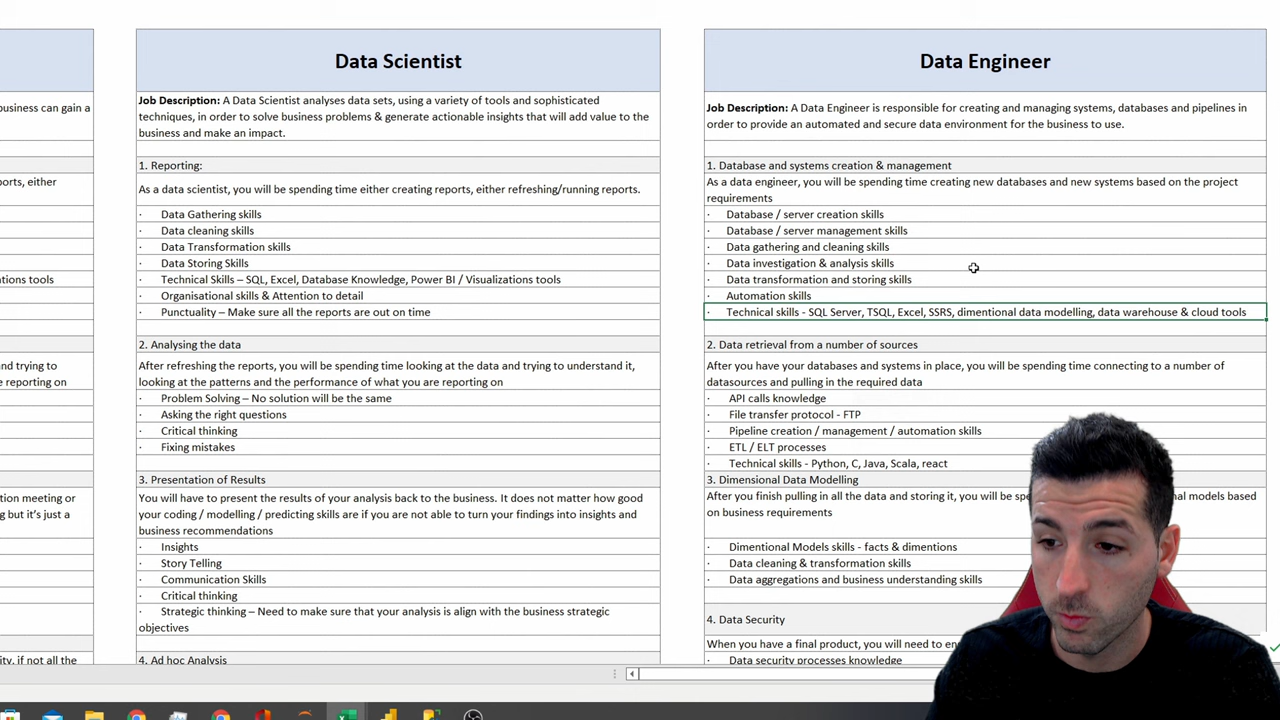 business can gain a
ports, either
ations tools
and trying to
e reporting on
tion meeting or
g but it's just a
ity, if not all the
Data Scientist
Job Description: A Data Scientist analyses data sets, using a variety of tools and sophisticated
techniques, in order to solve business problems & generate actionable insights that will add value to the
business and make an impact.
1. Reporting:
As a data scientist, you will be spending time either creating reports, either refreshing/running reports.
· Data Gathering skills
· Data cleaning skills
· Data Transformation skills
· Data Storing Skills
· Technical Skills – SQL, Excel, Database Knowledge, Power BI / Visualizations tools
· Organisational skills & Attention to detail
· Punctuality – Make sure all the reports are out on time
2. Analysing the data
After refreshing the reports, you will be spending time looking at the data and trying to understand it,
looking at the patterns and the performance of what you are reporting on
· Problem Solving – No solution will be the same
· Asking the right questions
· Critical thinking
· Fixing mistakes
3. Presentation of Results
You will have to present the results of your analysis back to the business. It does not matter how good
your coding / modelling / predicting skills are if you are not able to turn your findings into insights and
business recommendations
· Insights
· Story Telling
· Communication Skills
· Critical thinking
· Strategic thinking – Need to make sure that your analysis is align with the business strategic
objectives
4. Ad hoc Analysis
Data Engineer
Job Description: A Data Engineer is responsible for creating and managing systems, databases and pipelines in
order to provide an automated and secure data environment for the business to use.
1. Database and systems creation & management
As a data engineer, you will be spending time creating new databases and new systems based on the project
requirements
· Database / server creation skills
· Database / server management skills
· Data gathering and cleaning skills
· Data investigation & analysis skills
· Data transformation and storing skills
· Automation skills
· Technical skills - SQL Server, TSQL, Excel, SSRS, dimentional data modelling, data warehouse & cloud tools
2. Data retrieval from a number of sources
After you have your databases and systems in place, you will be spending time connecting to a number of
datasources and pulling in the required data
· API calls knowledge
· File transfer protocol - FTP
· Pipeline creation / management / automation skills
· ETL / ELT processes
· Technical skills - Python, C, Java, Scala, react
3. Dimensional Data Modelling
After you finish pulling in all the data and storing it, you will be models based
on business requirements
· Dimentional Models skills - facts & dimentions
· Data cleaning & transformation skills
· Data aggregations and business understanding skills
4. Data Security
When you have a final product, you will need to
· Data security processes knowledge